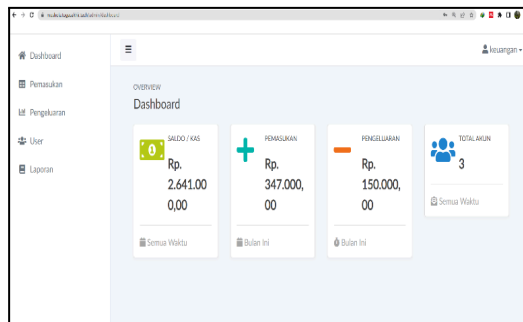 keuangan
Dashboard
Pemasukan
Pengeluaran
User
Laporan
OVERVIEW
Dashboard
SALDO / KAS
Rp.
2.641.00
0,00
Semua Waktu
PEMASUKAN
Rp.
347.000,
00
Bulan Ini
PENGELUARAN
Rp.
150.000,
00
Bulan Ini
TOTAL AKUN
3
Semua Waktu